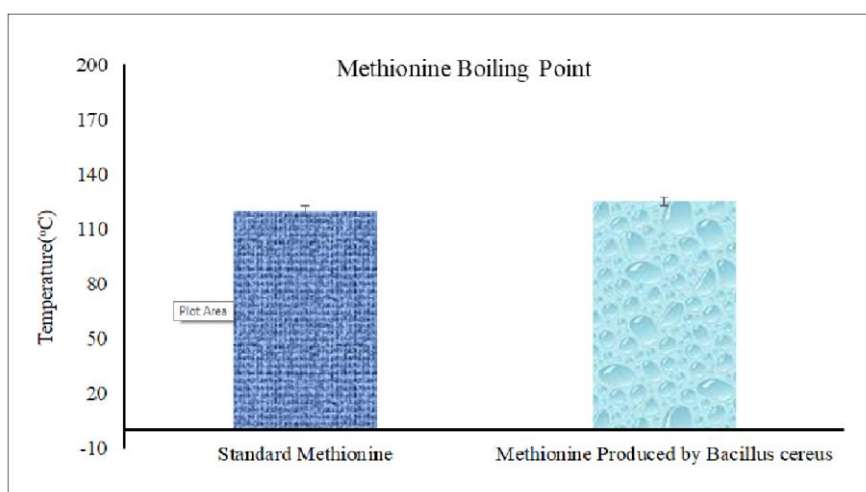 Methionine Boiling Point
200
170
140
110
80
50
20
-10
Temperature(°C)
Plot Area
Standard Methionine
Methionine Produced by Bacillus cereus